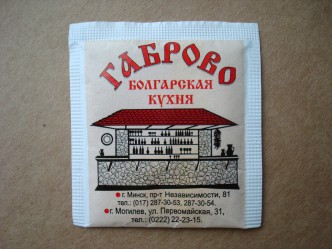 ГАБРОВО
БОЛГАРСКАЯ
КУХНЯ
г. Минск, пр-т Независимости, 81
тел.: (017) 287-30-53, 287-30-54.
г. Могилев, ул. Первомайская, 31,
тел.: (0222) 22-23-15.